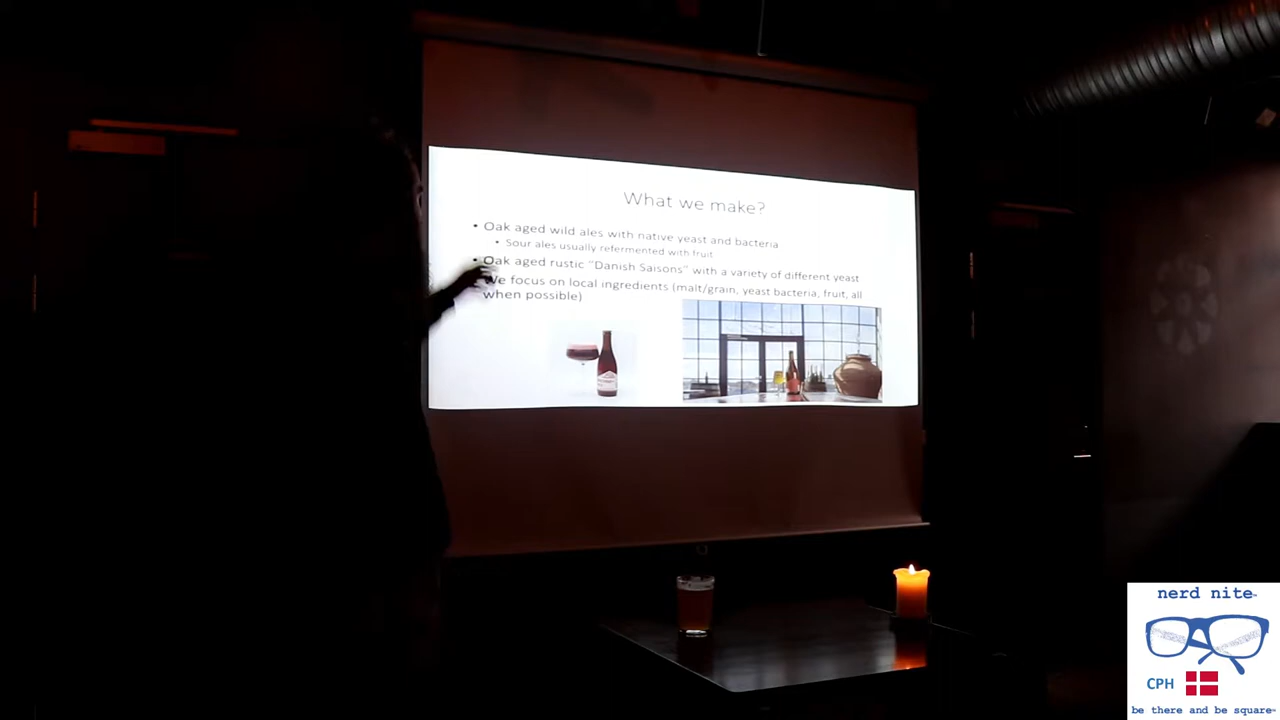 What we make?
• Oak aged wild ales with native yeast and bacteria
• Sour ales usually refermented with fruit
• Oak aged rustic "Danish Saisons" with a variety of different yeast
We focus on local ingredients (malt/grain, yeast bacteria, fruit, all
when possible)
nerd nite
CPH
be there and be square